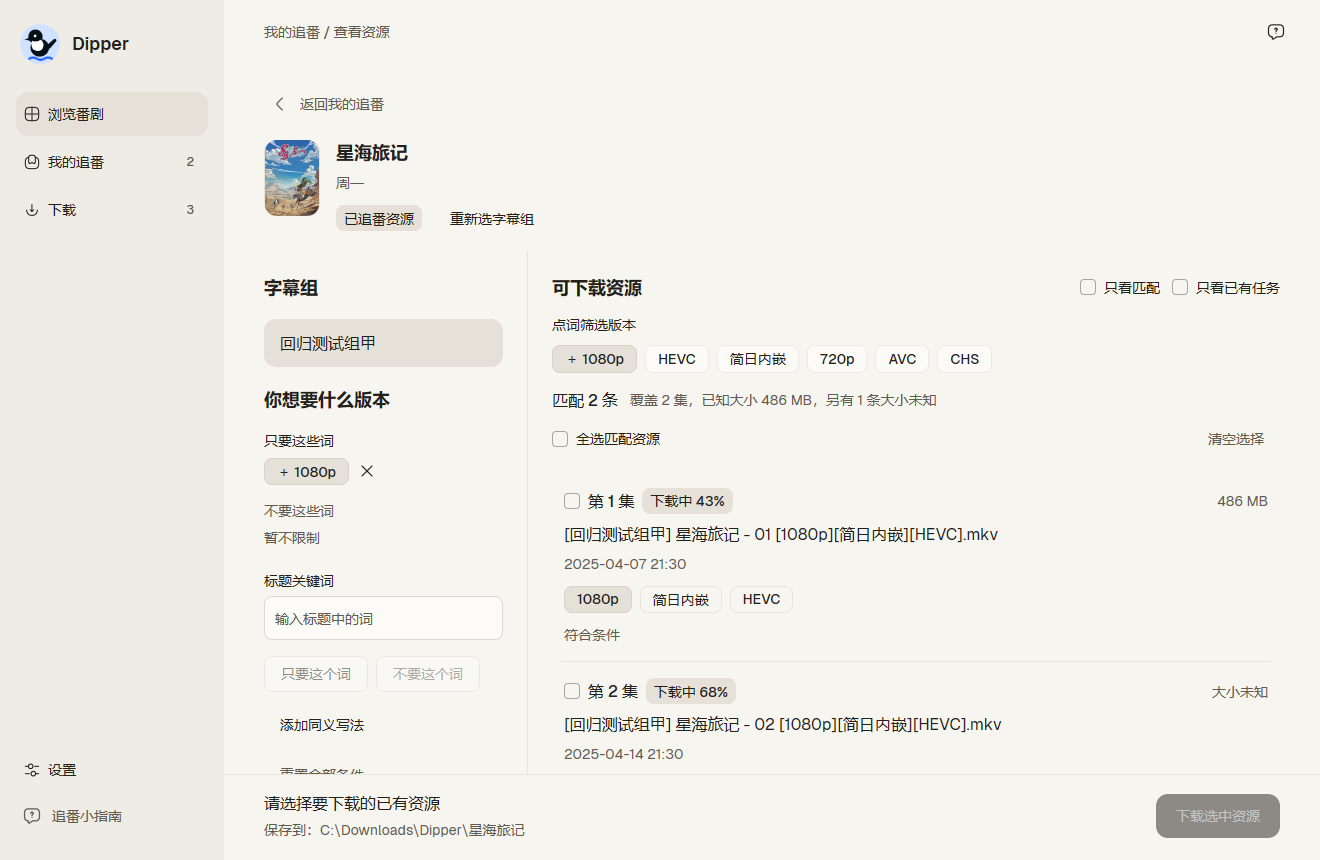 Dipper
浏览番剧
我的追番 2
下载 3
设置
追番小指南
我的追番 / 查看资源
返回我的追番
星海旅记
周一
已追番资源 重新选字幕组
字幕组
回归测试组甲
你想要什么版本
只要这些词
+ 1080p
不要这些词
暂不限制
标题关键词
输入标题中的词
只要这个词 不要这个词
添加同义写法
重置全部条件
可下载资源 只看匹配 只看已有任务
点词筛选版本
+ 1080p HEVC 简日内嵌 720p AVC CHS
匹配 2 条 覆盖 2 集，已知大小 486 MB，另有 1 条大小未知
全选匹配资源 清空选择
第 1 集 下载中 43% 486 MB
[回归测试组甲] 星海旅记 - 01 [1080p][简日内嵌][HEVC].mkv
2025-04-07 21:30
1080p 简日内嵌 HEVC
符合条件
第 2 集 下载中 68% 大小未知
[回归测试组甲] 星海旅记 - 02 [1080p][简日内嵌][HEVC].mkv
2025-04-14 21:30
请选择要下载的已有资源
保存到：C:\Downloads\Dipper\星海旅记
下载选中资源